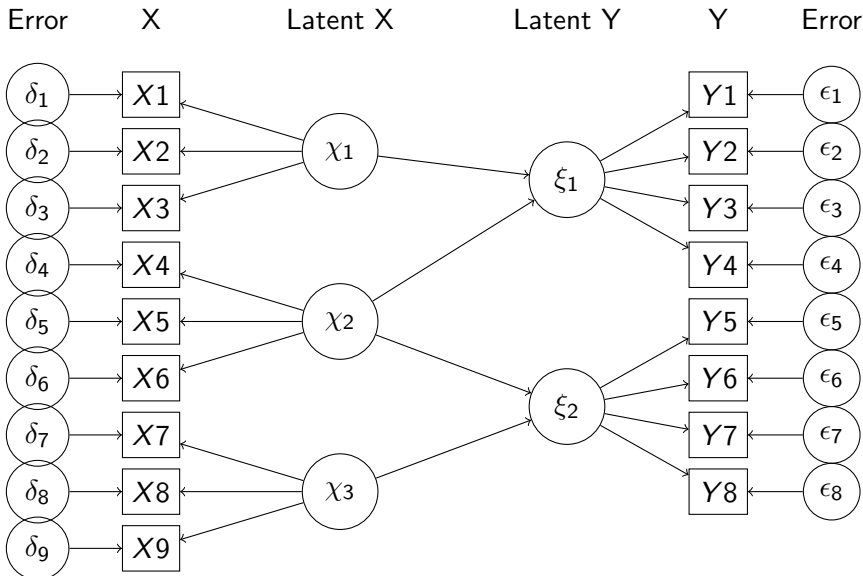 Error X Latent X Latent Y Y Error
δ1 X1 Y1 ϵ1
χ1
δ2 X2 Y2 ϵ2
ξ1
δ3 X3 Y3 ϵ3
δ4 X4 Y4 ϵ4
δ5 X5 χ2 Y5 ϵ5
δ6 X6 Y6 ϵ6
ξ2
δ7 X7 Y7 ϵ7
δ8 X8 χ3 Y8 ϵ8
δ9 X9